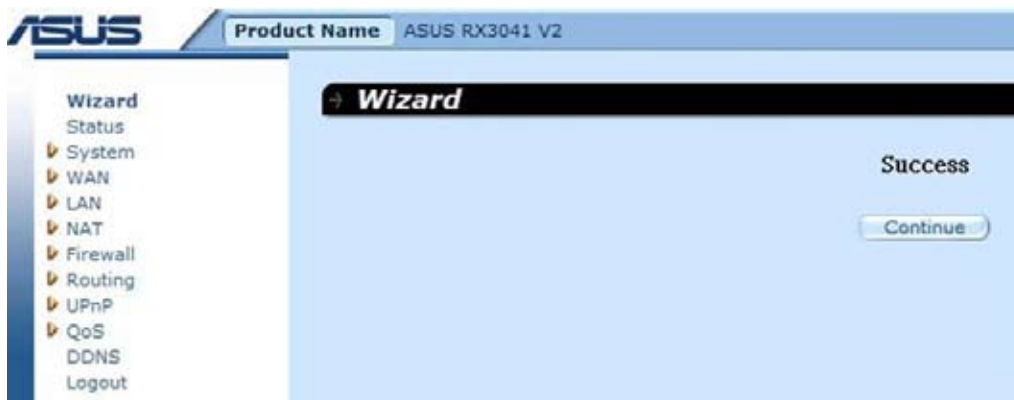 ASUS
Product Name ASUS RX3041 V2
Wizard
Status
System
WAN
LAN
NAT
Firewall
Routing
UPnP
QoS
DDNS
Logout
Wizard
Success
Continue